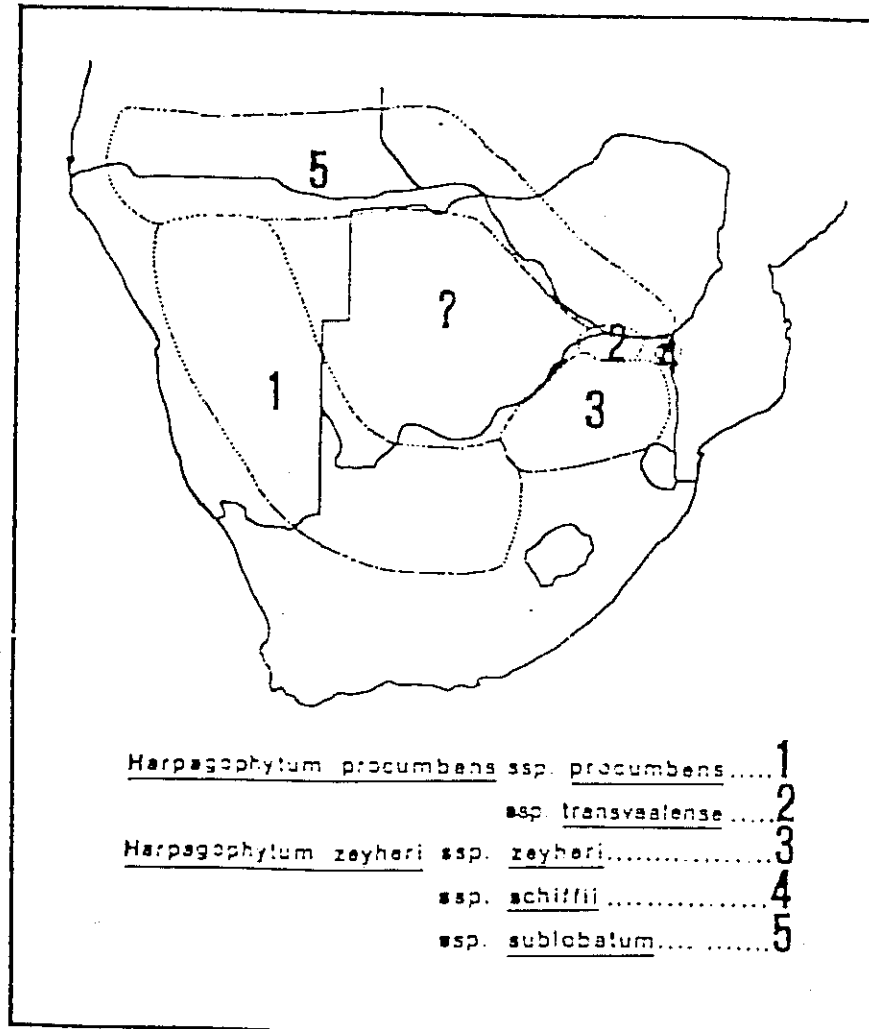 5
?
2
4
1
3
Harpagophytum procumbens ssp. procumbens.....1
ssp. transvaalense.....2
Harpagophytum zeyheri ssp. zeyheri...............3
ssp. schiffii...............4
ssp. sublobatum.... .......5